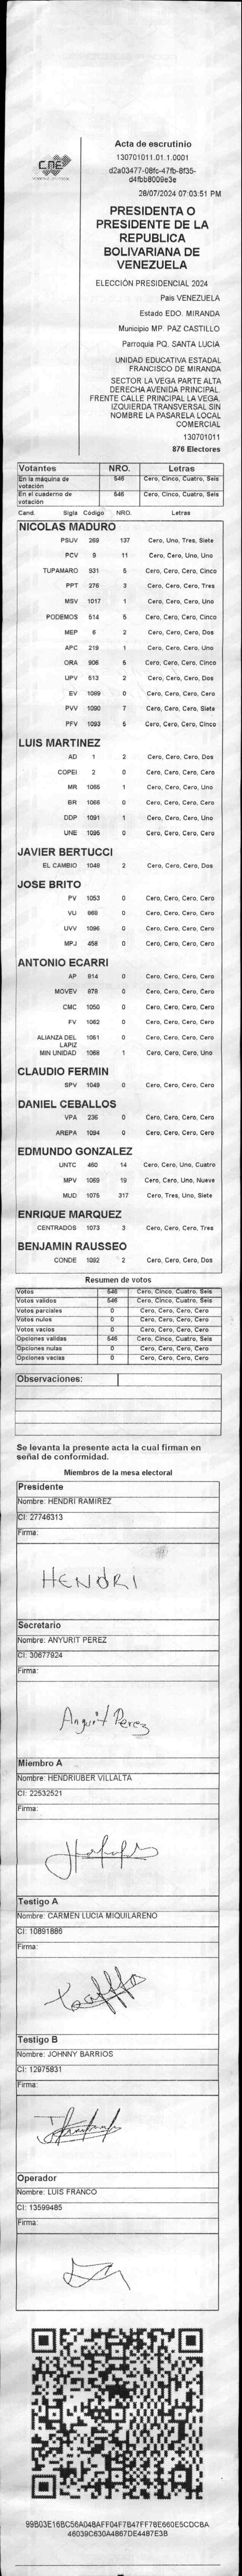 CNE
Acta de escrutinio
130701011.01.1.0001
d2a03477-08fc-47fb-8f35-
d4fbb8009e3e
28/07/2024 07:03:51 PM
PRESIDENTA O
PRESIDENTE DE LA
REPUBLICA
BOLIVARIANA DE
VENEZUELA
ELECCIÓN PRESIDENCIAL 2024
País VENEZUELA
Estado EDO. MIRANDA
Municipio MP. PAZ CASTILLO
Parroquia PQ. SANTA LUCIA
UNIDAD EDUCATIVA ESTADAL
FRANCISCO DE MIRANDA
SECTOR LA VEGA PARTE ALTA
DERECHA AVENIDA PRINCIPAL.
FRENTE CALLE PRINCIPAL LA VEGA.
IZQUIERDA TRANSVERSAL SIN
NOMBRE LA PASARELA LOCAL
COMERCIAL
130701011
876 Electores
Votantes NRO. Letras
En la máquina de votación 546 Cero, Cinco, Cuatro, Seis
En el cuaderno de votación 546 Cero, Cinco, Cuatro, Seis
Cand. Sigla Codigo NRO. Letras
NICOLAS MADURO
PSUV 269 137 Cero, Uno, Tres, Siete
PCV 9 11 Cero, Cero, Uno, Uno
TUPAMARO 931 5 Cero, Cero, Cero, Cinco
PPT 276 3 Cero, Cero, Cero, Tres
MSV 1017 1 Cero, Cero, Cero, Uno
PODEMOS 514 5 Cero, Cero, Cero, Cinco
MEP 6 2 Cero, Cero, Cero, Dos
APC 219 1 Cero, Cero, Cero, Uno
ORA 906 5 Cero, Cero, Cero, Cinco
UPV 613 2 Cero, Cero, Cero, Dos
EV 1089 0 Cero, Cero, Cero, Cero
PVV 1090 7 Cero, Cero, Cero, Siete
PFV 1093 5 Cero, Cero, Cero, Cinco
LUIS MARTINEZ
AD 1 2 Cero, Cero, Cero, Dos
COPEI 2 0 Cero, Cero, Cero, Cero
MR 1065 1 Cero, Cero, Cero, Uno
BR 1066 0 Cero, Cero, Cero, Cero
DDP 1091 1 Cero, Cero, Cero, Uno
UNE 1095 0 Cero, Cero, Cero, Cero
JAVIER BERTUCCI
EL CAMBIO 1048 2 Cero, Cero, Cero, Dos
JOSE BRITO
PV 1053 0 Cero, Cero, Cero, Cero
VU 868 0 Cero, Cero, Cero, Cero
UVV 1096 0 Cero, Cero, Cero, Cero
MPJ 458 0 Cero, Cero, Cero, Cero
ANTONIO ECARRI
AP 914 0 Cero, Cero, Cero, Cero
MOVEV 878 0 Cero, Cero, Cero, Cero
CMC 1050 0 Cero, Cero, Cero, Cero
FV 1062 0 Cero, Cero, Cero, Cero
ALIANZA DEL LAPIZ 1051 0 Cero, Cero, Cero, Cero
MIN UNIDAD 1088 1 Cero, Cero, Cero, Uno
CLAUDIO FERMIN
SPV 1049 0 Cero, Cero, Cero, Cero
DANIEL CEBALLOS
VPA 236 0 Cero, Cero, Cero, Cero
AREPA 1094 0 Cero, Cero, Cero, Cero
EDMUNDO GONZALEZ
UNTC 460 14 Cero, Cero, Uno, Cuatro
MPV 1069 19 Cero, Cero, Uno, Nueve
MUD 1075 317 Cero, Tres, Uno, Siete
ENRIQUE MARQUEZ
CENTRADOS 1073 3 Cero, Cero, Cero, Tres
BENJAMIN RAUSSEO
CONDE 1092 2 Cero, Cero, Cero, Dos
Resumen de votos
Votos 546 Cero, Cinco, Cuatro, Seis
Votos validos 546 Cero, Cinco, Cuatro, Seis
Votos parciales 0 Cero, Cero, Cero, Cero
Votos nulos 0 Cero, Cero, Cero, Cero
Votos vacios 0 Cero, Cero, Cero, Cero
Opciones validas 546 Cero, Cinco, Cuatro, Seis
Opciones nulas 0 Cero, Cero, Cero, Cero
Opciones vacias 0 Cero, Cero, Cero, Cero
Observaciones:
Se levanta la presente acta la cual firman en
señal de conformidad.
Miembros de la mesa electoral
Presidente
Nombre: HENDRI RAMIREZ
CI: 27746313
Firma:
HENDRI
Secretario
Nombre: ANYURIT PEREZ
CI: 30677924
Firma:
Anyurit Perez
Miembro A
Nombre: HENDRIUBER VILLALTA
CI: 22532521
Firma:
Testigo A
Nombre: CARMEN LUCIA MIQUILARENO
CI: 10891886
Firma:
Testigo B
Nombre: JOHNNY BARRIOS
CI: 12975831
Firma:
Operador
Nombre: LUIS FRANCO
CI: 13599485
Firma:
99B03E16BC56A048AFF04F7B47FF78E660E5CDCBA
46039C630A4867DE4487E3B